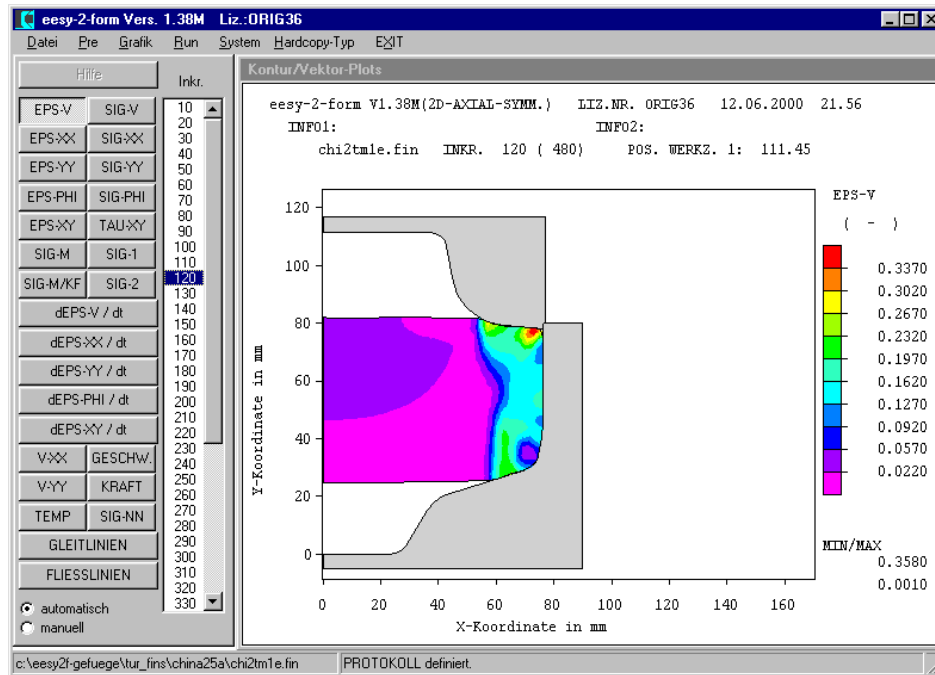 eesy-2-form Vers. 1.38M Liz.:ORIG36
Datei Pre Grafik Run System Hardcopy-Typ EXIT
Hilfe
Inkr.
EPS-V SIG-V
EPS-XX SIG-XX
EPS-YY SIG-YY
EPS-PHI SIG-PHI
EPS-XY TAU-XY
SIG-M SIG-1
SIG-M/KF SIG-2
dEPS-V / dt
dEPS-XX / dt
dEPS-YY / dt
dEPS-PHI / dt
dEPS-XY / dt
V-XX GESCHW.
V-YY KRAFT
TEMP SIG-NN
GLEITLINIEN
FLIESSLINIEN
automatisch
manuell
10
20
30
40
50
60
70
80
90
100
110
120
130
140
150
160
170
180
190
200
210
220
230
240
250
260
270
280
290
300
310
320
330
Kontur/Vektor-Plots
eesy-2-form V1.38M(2D-AXIAL-SYMM.) LIZ.NR. ORIG36 12.06.2000 21.56
INFO1: INFO2:
chi2tm1e.fin INKR. 120 ( 480) POS. WERKZ. 1: 111.45
Y-Koordinate in mm
120
100
80
60
40
20
0
0 20 40 60 80 100 120 140 160
X-Koordinate in mm
EPS-V
( - )
0.3370
0.3020
0.2670
0.2320
0.1970
0.1620
0.1270
0.0920
0.0570
0.0220
MIN/MAX
0.3580
0.0010
c:\eesy2f-gefuege\tur_fins\china25a\chi2tm1e.fin PROTOKOLL definiert.